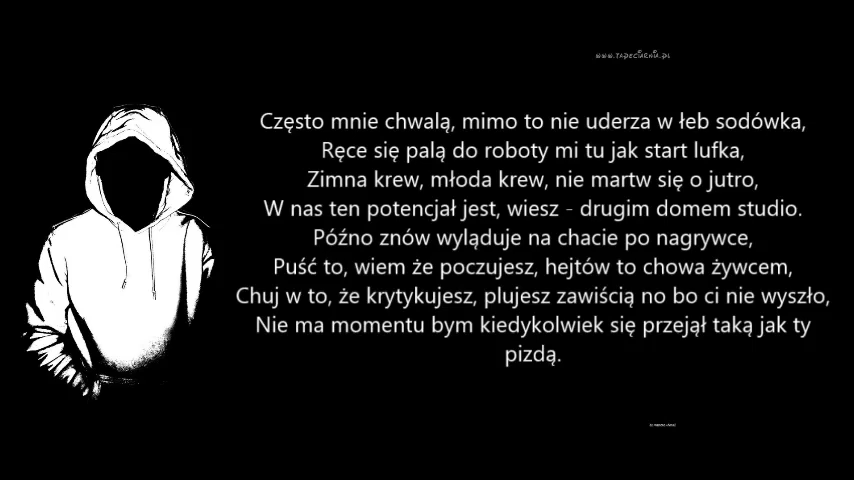 www.tapeciarnia.pl
Często mnie chwalą, mimo to nie uderza w łeb sodówka,
Ręce się palą do roboty mi tu jak start lufka,
Zimna krew, młoda krew, nie martw się o jutro,
W nas ten potencjał jest, wiesz - drugim domem studio.
Późno znów wyląduje na chacie po nagrywce,
Puść to, wiem że poczujesz, hejtów to chowa żywcem,
Chuj w to, że krytykujesz, plujesz zawiścią no bo ci nie wyszło,
Nie ma momentu bym kiedykolwiek się przejął taką jak ty
pizdą.